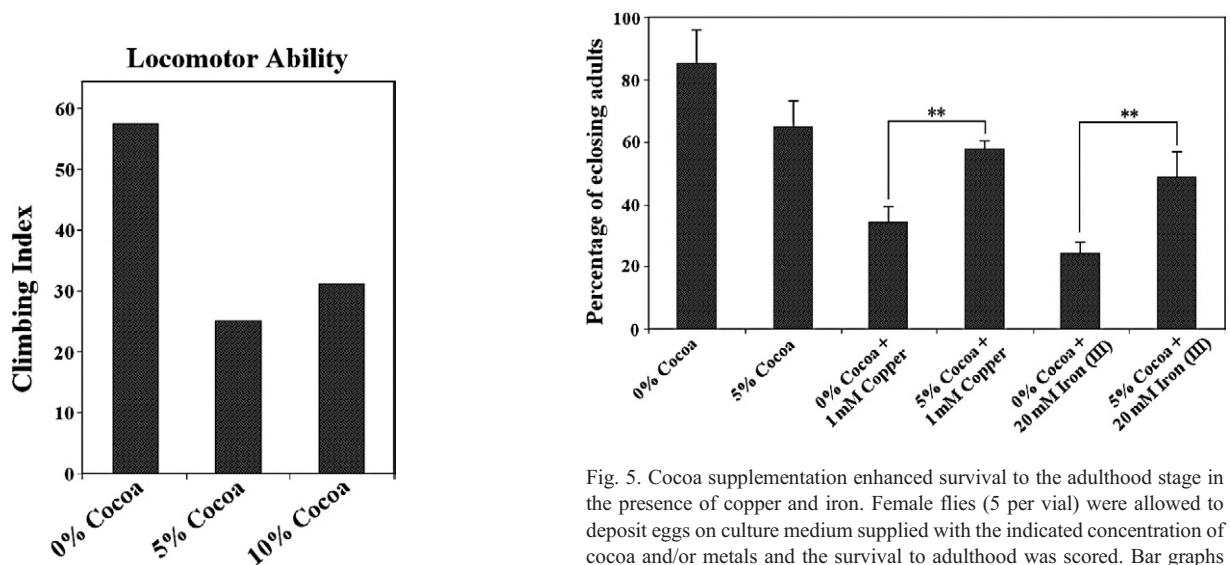 Locomotor Ability
Climbing Index
60
50
40
30
20
10
0
0% Cocoa
5% Cocoa
10% Cocoa
Percentage of eclosing adults
100
80
60
40
20
0
**
**
0% Cocoa
5% Cocoa
0% Cocoa +
1 mM Copper
5% Cocoa +
1 mM Copper
0% Cocoa +
20 mM Iron (III)
5% Cocoa +
20 mM Iron (III)
Fig. 5. Cocoa supplementation enhanced survival to the adulthood stage in
the presence of copper and iron. Female flies (5 per vial) were allowed to
deposit eggs on culture medium supplied with the indicated concentration of
cocoa and/or metals and the survival to adulthood was scored. Bar graphs